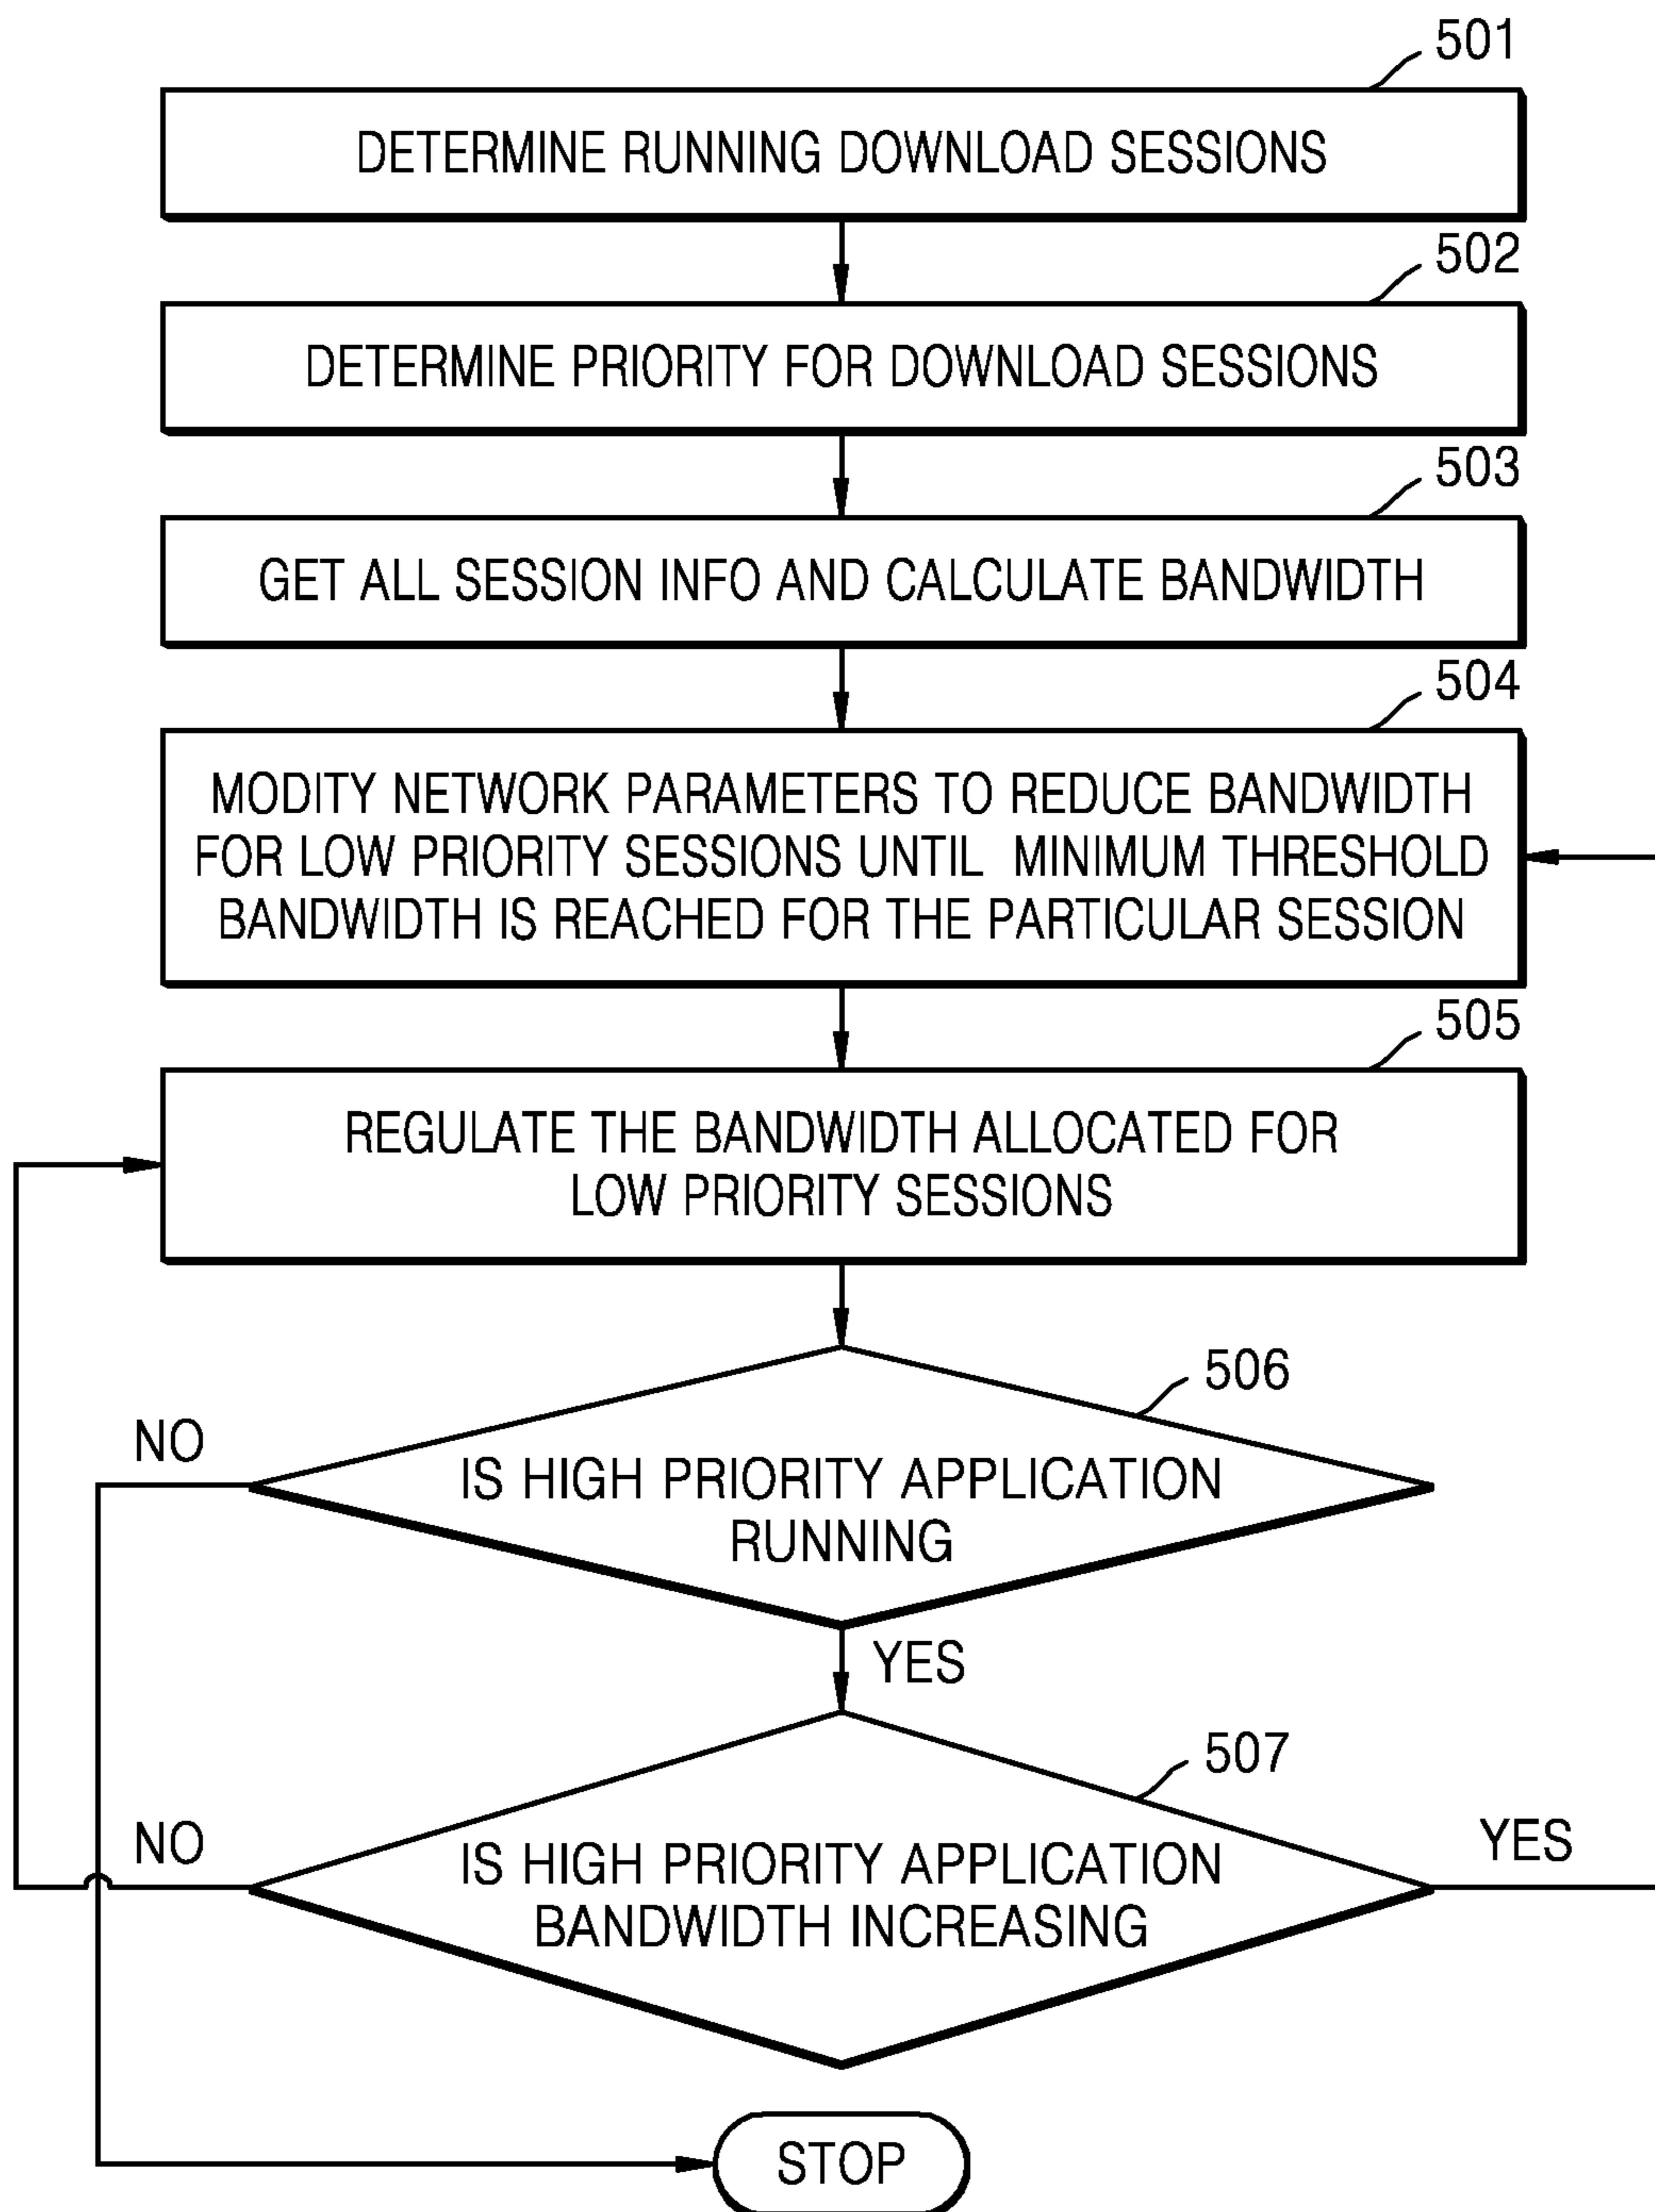 501
DETERMINE RUNNING DOWNLOAD SESSIONS
502
DETERMINE PRIORITY FOR DOWNLOAD SESSIONS
503
GET ALL SESSION INFO AND CALCULATE BANDWIDTH
504
MODITY NETWORK PARAMETERS TO REDUCE BANDWIDTH
FOR LOW PRIORITY SESSIONS UNTIL MINIMUM THRESHOLD
BANDWIDTH IS REACHED FOR THE PARTICULAR SESSION
505
REGULATE THE BANDWIDTH ALLOCATED FOR
LOW PRIORITY SESSIONS
506
NO
IS HIGH PRIORITY APPLICATION
RUNNING
YES
507
NO
YES
IS HIGH PRIORITY APPLICATION
BANDWIDTH INCREASING
STOP